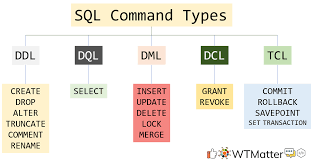 SQL Command Types
DDL
DQL
DML
DCL
TCL
CREATE
DROP
ALTER
TRUNCATE
COMMENT
RENAME
SELECT
INSERT
UPDATE
DELETE
LOCK
MERGE
GRANT
REVOKE
COMMIT
ROLLBACK
SAVEPOINT
SET TRANSACTION
WTMatter